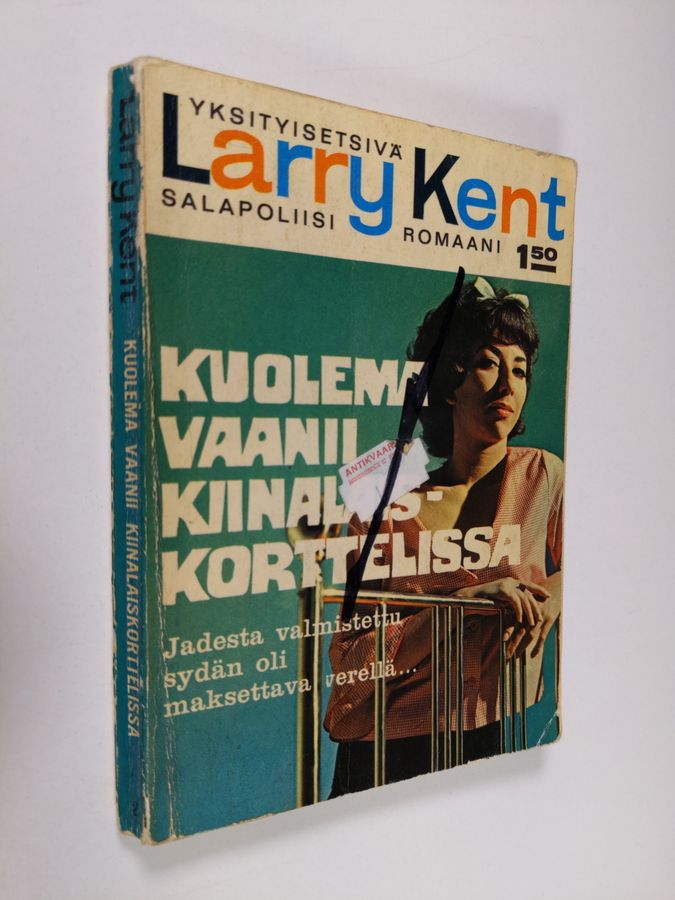 YKSITYISETSIVÄ
Larry Kent
SALAPOLIISI ROMAANI
1 50
KUOLEMA
VAANII
KIINALAIS-
KORTTELISSA
Jadesta valmistettu
sydän oli
maksettava verellä...
ANTIKVAARI
Larry Kent
KUOLEMA VAANII KIINALAISKORTTELISSA